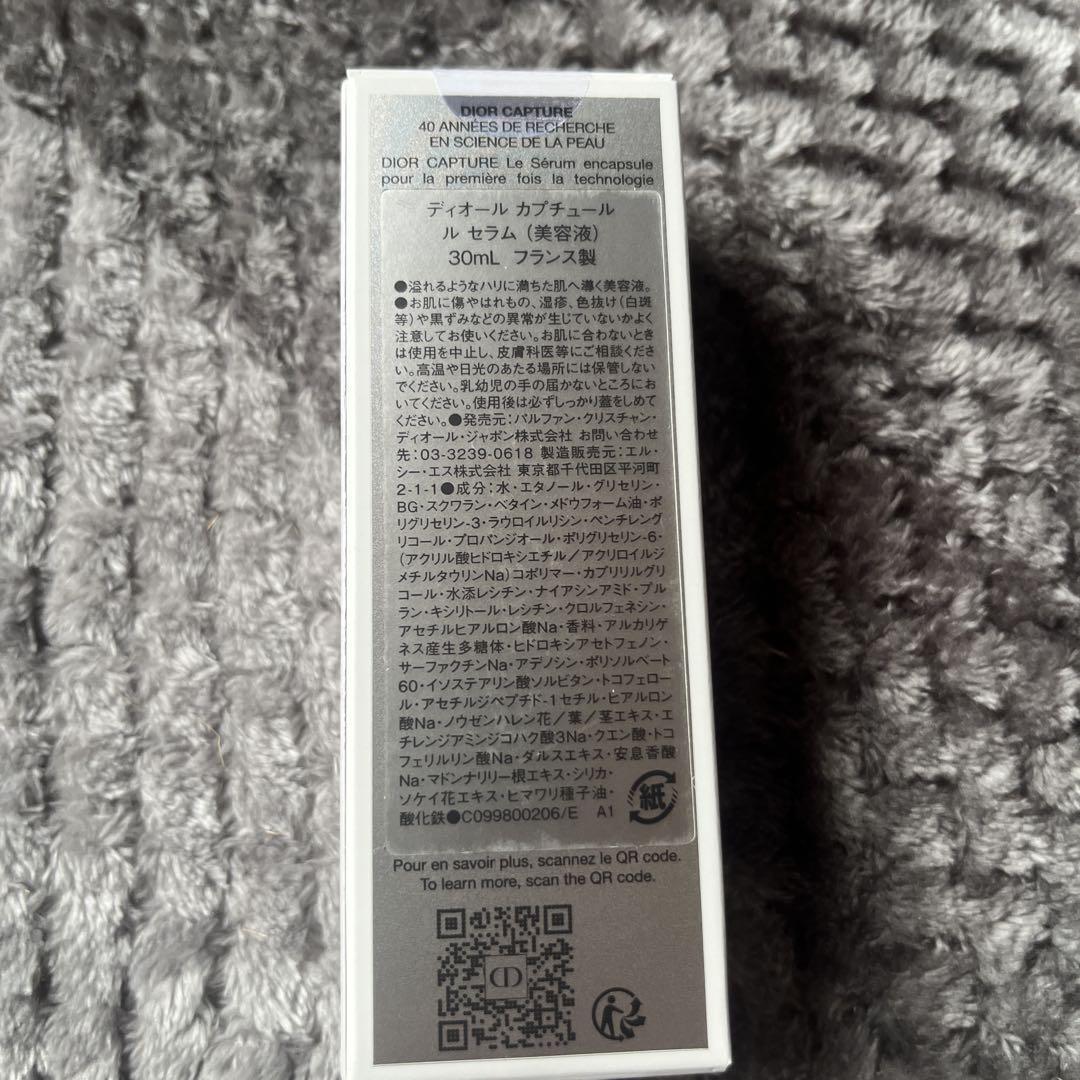 DIOR CAPTURE
40 ANNÉES DE RECHERCHE
EN SCIENCE DE LA PEAU
DIOR CAPTURE Le Sérum encapsule
pour la première fois la technologie
ディオール カプチュール
ル セラム（美容液）
30mL フランス製
●溢れるようなハリに満ちた肌へ導く美容液。
●お肌に傷やはれもの、湿疹、色抜け（白斑
等）や黒ずみなどの異常が生じていないかよく
注意してお使いください。お肌に合わないとき
は使用を中止し、皮膚科医等にご相談くださ
い。高温や日光のあたる場所には保管しない
でください。乳幼児の手の届かないところにお
いてください。使用後は必ずしっかり蓋をしめて
ください。●発売元：パルファン・クリスチャン・
ディオール・ジャポン株式会社 お問い合わせ
先：03-3239-0618 製造販売元：エル・
シー・エス株式会社 東京都千代田区平河町
2-1-1●成分：水・エタノール・グリセリン・
BG・スクワラン・ベタイン・メドウフォーム油・ポ
リグリセリン-3・ラウロイルリシン・ペンチレング
リコール・プロパンジオール・ポリグリセリン-6・
（アクリル酸ヒドロキシエチル／アクリロイルジ
メチルタウリンNa）コポリマー・カプリリルグリ
コール・水添レシチン・ナイアシンアミド・プル
ラン・キシリトール・レシチン・クロルフェネシン・
アセチルヒアルロン酸Na・香料・アルカリゲ
ネス産生多糖体・ヒドロキシアセトフェノン・
サーファクチンNa・アデノシン・ポリソルベート
60・イソステアリン酸ソルビタン・トコフェロー
ル・アセチルジペプチド-1セチル・ヒアルロン
酸Na・ノウゼンハレン花／葉／茎エキス・エ
チレンジアミンジコハク酸3Na・クエン酸・トコ
フェリルリン酸Na・ダルスエキス・安息香酸
Na・マドンナリリー根エキス・シリカ・
ソケイ花エキス・ヒマワリ種子油・
酸化鉄●C099800206/E A1
紙
Pour en savoir plus, scannez le QR code.
To learn more, scan the QR code.
CD